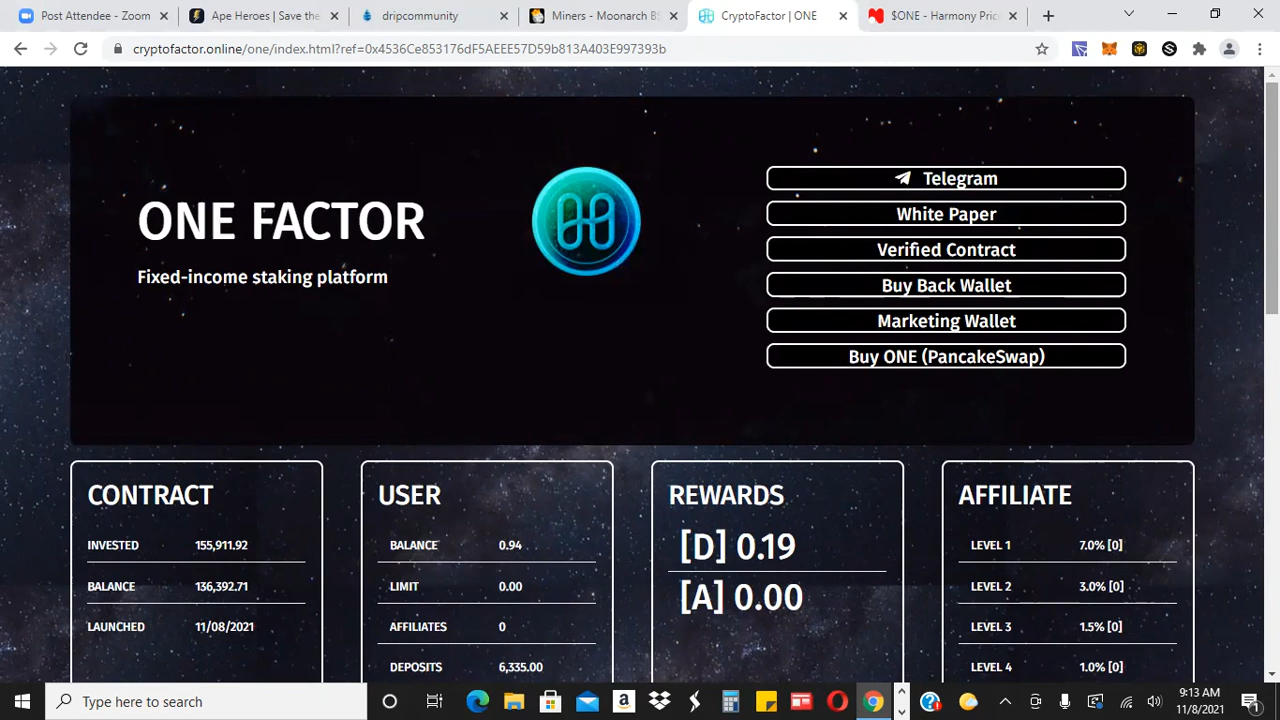 Post Attendee - Zoom
Ape Heroes | Save the
dripcommunity
Miners - Moonarch BS
CryptoFactor | ONE
$ONE - Harmony Price
cryptofactor.online/one/index.html?ref=0x4536Ce853176dF5AEEE57D59b813A403E997393b
ONE FACTOR
Fixed-income staking platform
Telegram
White Paper
Verified Contract
Buy Back Wallet
Marketing Wallet
Buy ONE (PancakeSwap)
CONTRACT
INVESTED 155,911.92
BALANCE 136,392.71
LAUNCHED 11/08/2021
USER
BALANCE 0.94
LIMIT 0.00
AFFILIATES 0
DEPOSITS 6,335.00
REWARDS
[D] 0.19
[A] 0.00
AFFILIATE
LEVEL 1 7.0% [0]
LEVEL 2 3.0% [0]
LEVEL 3 1.5% [0]
LEVEL 4 1.0% [0]
Type here to search
9:13 AM
11/8/2021